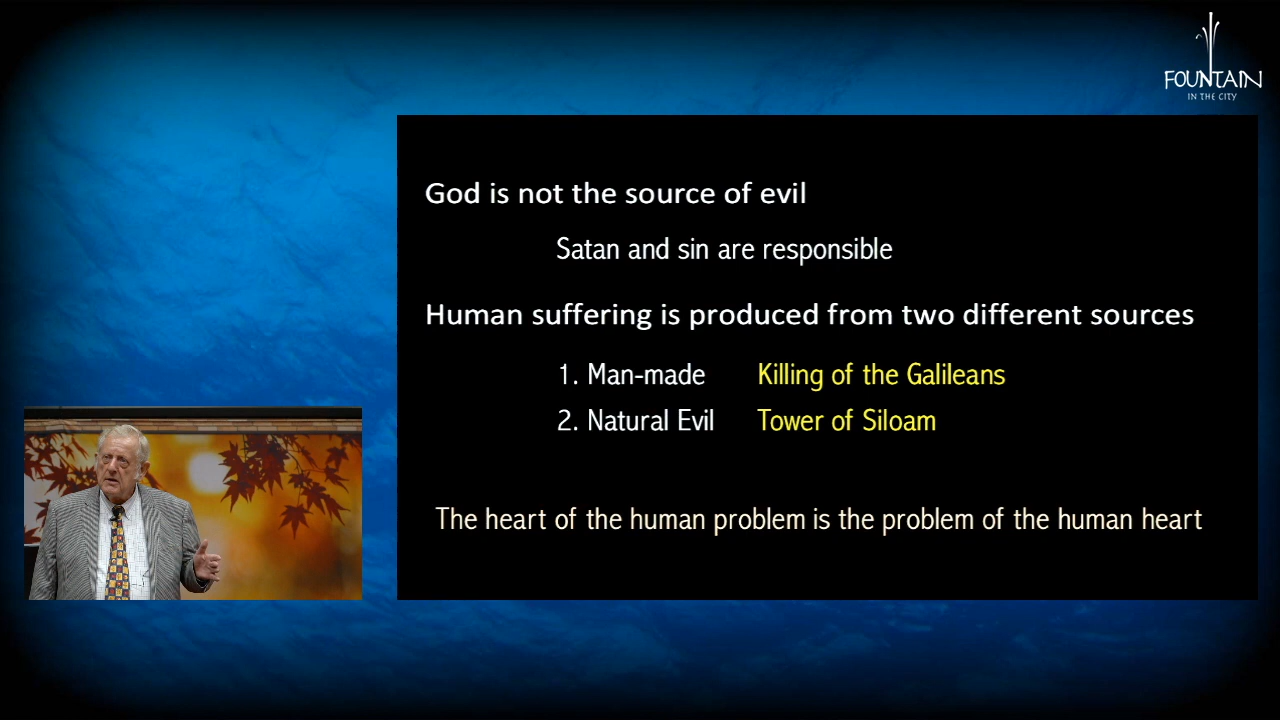 FOUNTAIN
IN THE CITY
God is not the source of evil
Satan and sin are responsible
Human suffering is produced from two different sources
1. Man-made Killing of the Galileans
2. Natural Evil Tower of Siloam
The heart of the human problem is the problem of the human heart